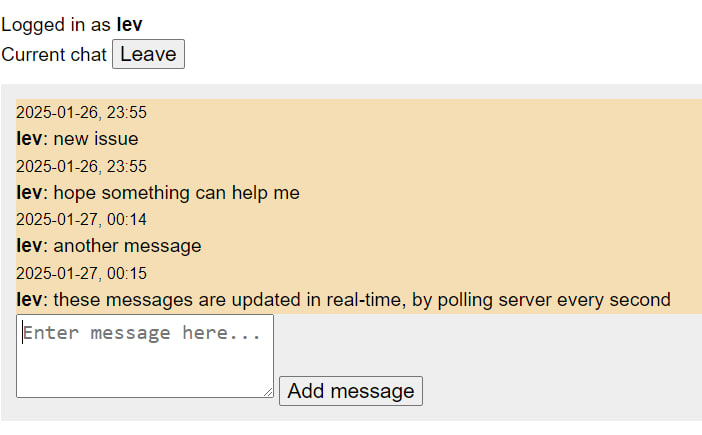 Logged in as lev
Current chat Leave
2025-01-26, 23:55
lev: new issue
2025-01-26, 23:55
lev: hope something can help me
2025-01-27, 00:14
lev: another message
2025-01-27, 00:15
lev: these messages are updated in real-time, by polling server every second
Enter message here...
Add message